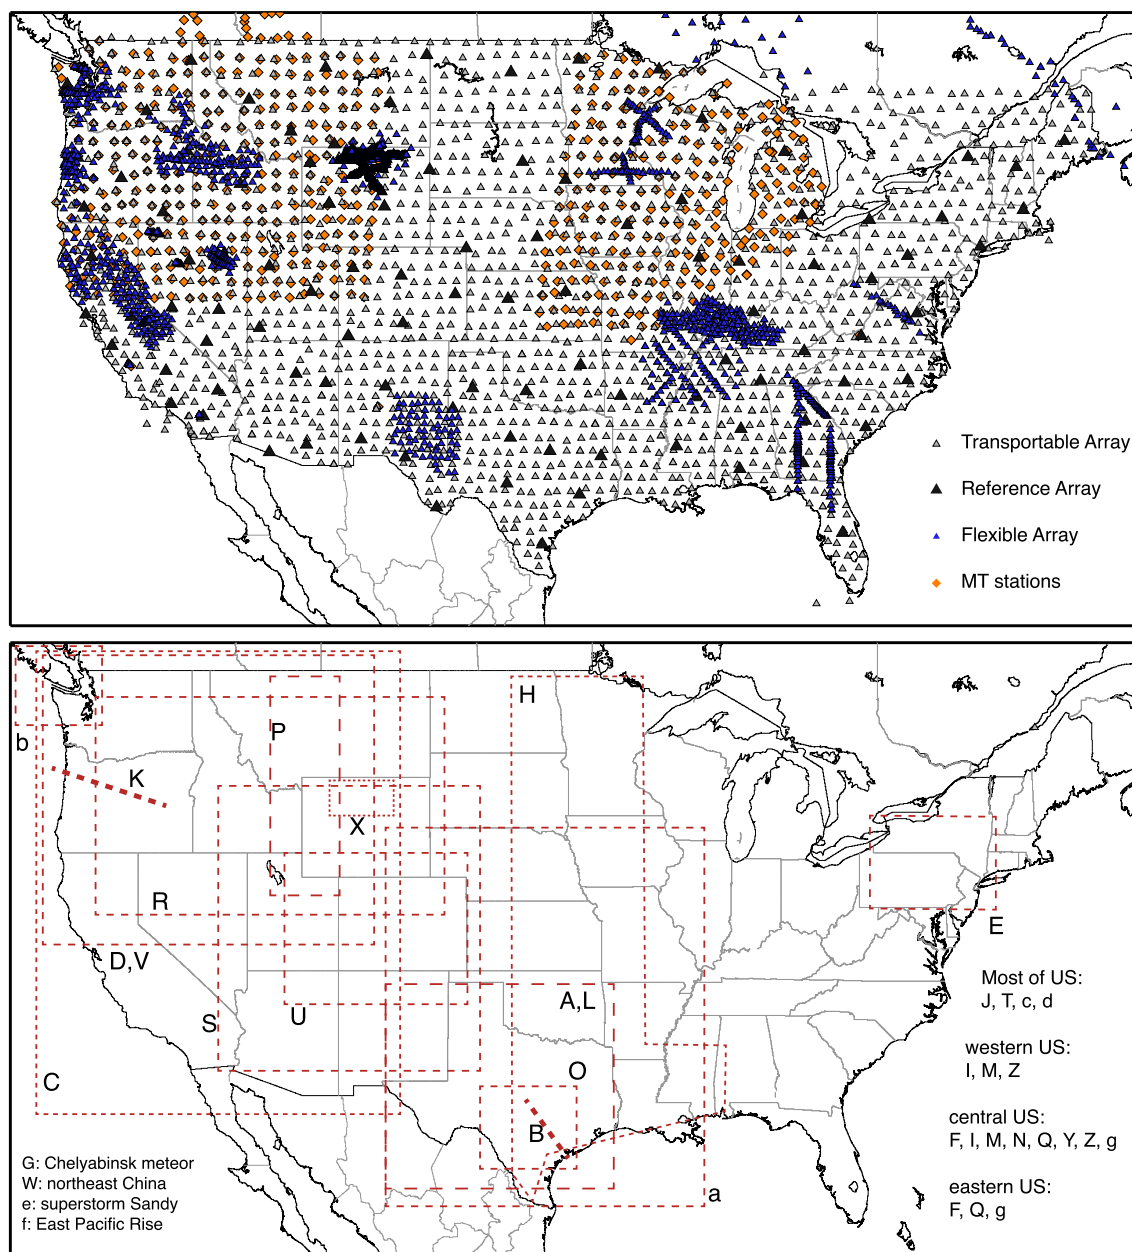 Transportable Array
Reference Array
Flexible Array
MT stations
H
P
b
K
X
R
E
D,V
A,L
S
U
C
O
B
a
Most of US:
J, T, c, d
western US:
I, M, Z
central US:
F, I, M, N, Q, Y, Z, g
eastern US:
F, Q, g
G: Chelyabinsk meteor
W: northeast China
e: superstorm Sandy
f: East Pacific Rise